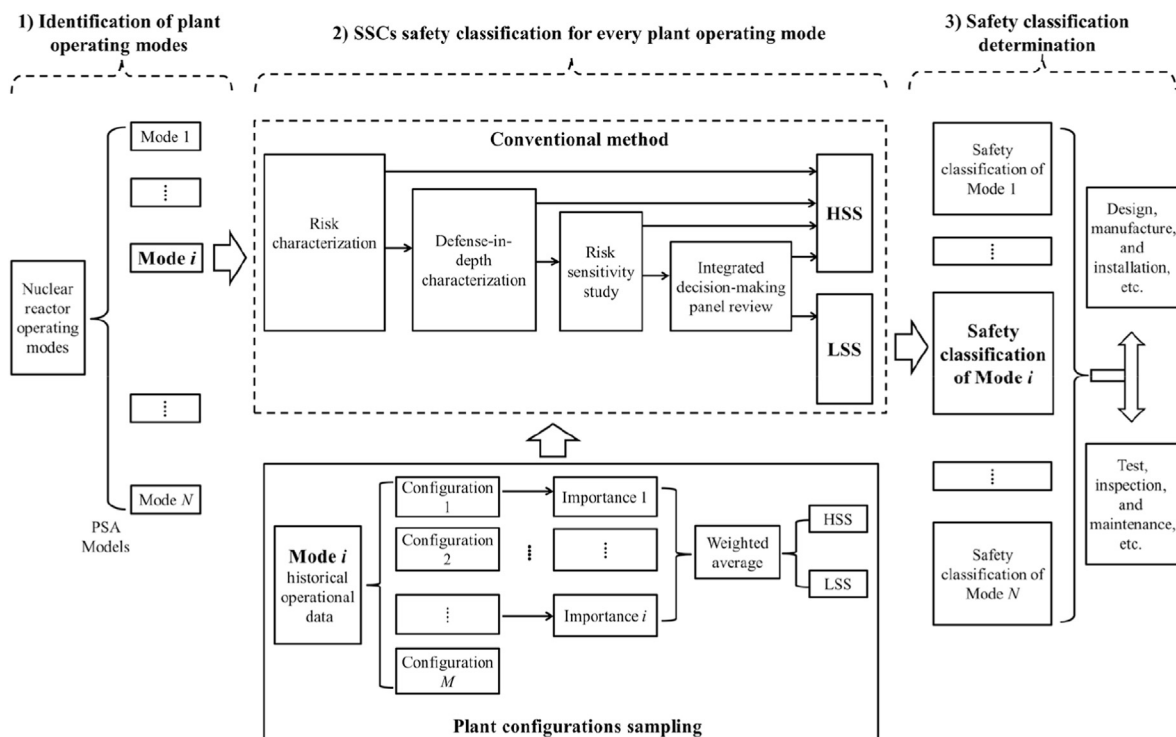 1) Identification of plant
operating modes
2) SSCs safety classification for every plant operating mode
3) Safety classification
determination
Nuclear
reactor
operating
modes
Mode 1
Mode i
Mode N
PSA
Models
Conventional method
Risk
characterization
Defense-in-
depth
characterization
Risk
sensitivity
study
Integrated
decision-making
panel review
HSS
LSS
Mode i
historical
operational
data
Configuration
1
Configuration
2
Configuration
M
Importance 1
Importance i
Weighted
average
HSS
LSS
Plant configurations sampling
Safety
classification of
Mode 1
Safety
classification
of Mode i
Safety
classification of
Mode N
Design,
manufacture,
and
installation,
etc.
Test,
inspection,
and
maintenance,
etc.